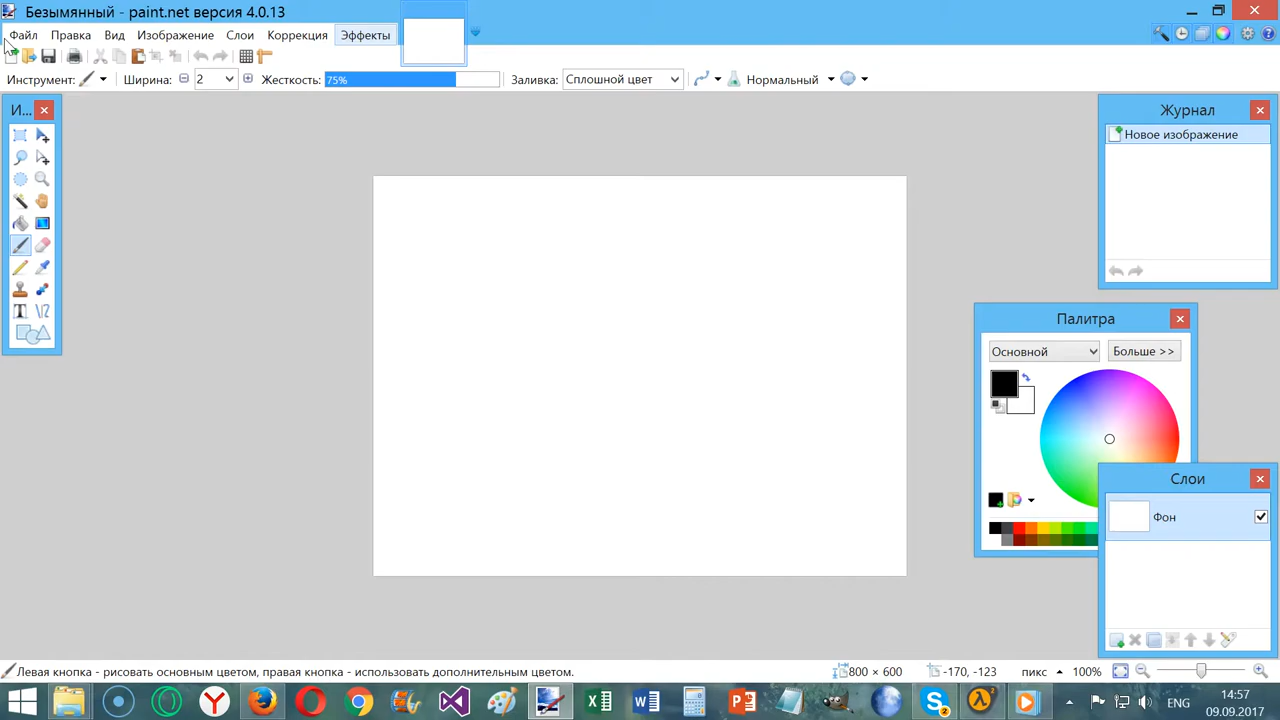 Безымянный - paint.net версия 4.0.13
Файл Правка Вид Изображение Слои Коррекция Эффекты
Инструмент: Ширина: 2 Жесткость: 75% Заливка: Сплошной цвет Нормальный
И...
Журнал
Новое изображение
Палитра
Основной Больше >>
Слои
Фон
Левая кнопка - рисовать основным цветом, правая кнопка - использовать дополнительным цветом. 800 × 600 -170, -123 пикс 100%
ENG 14:57
09.09.2017